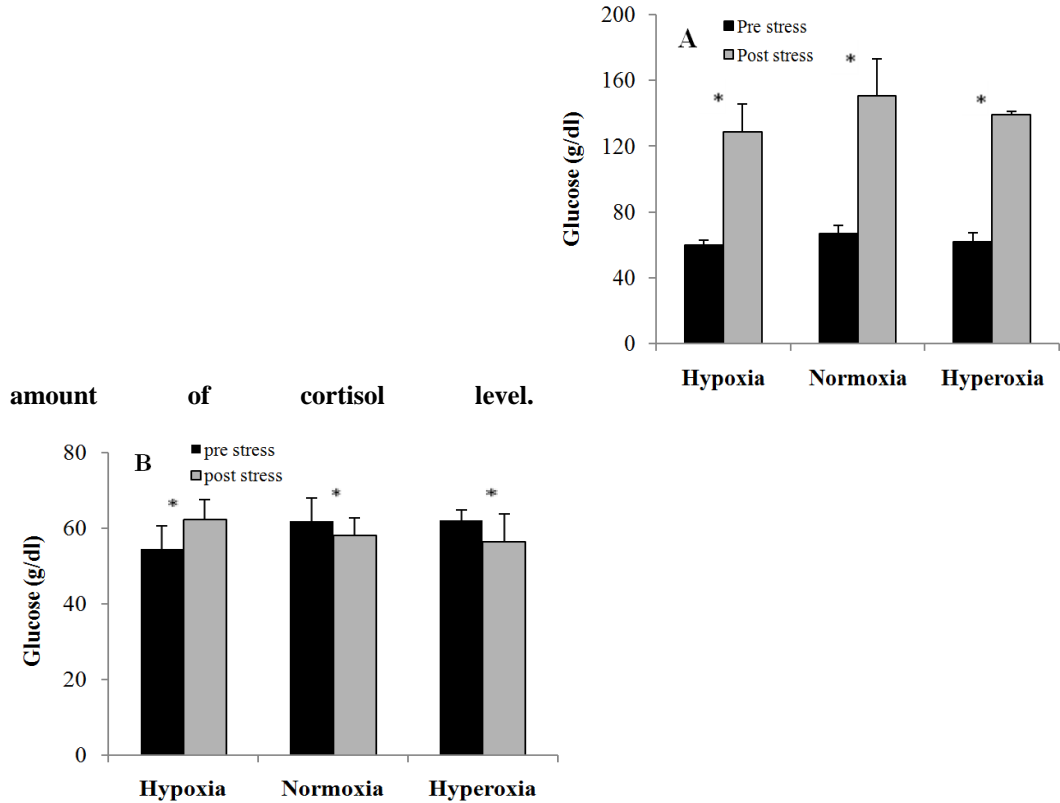 A
Pre stress
Post stress
200
160
120
80
40
0
Glucose (g/dl)
* * *
Hypoxia Normoxia Hyperoxia
amount of cortisol level.
B
pre stress
post stress
80
60
40
20
0
Glucose (g/dl)
* * *
Hypoxia Normoxia Hyperoxia